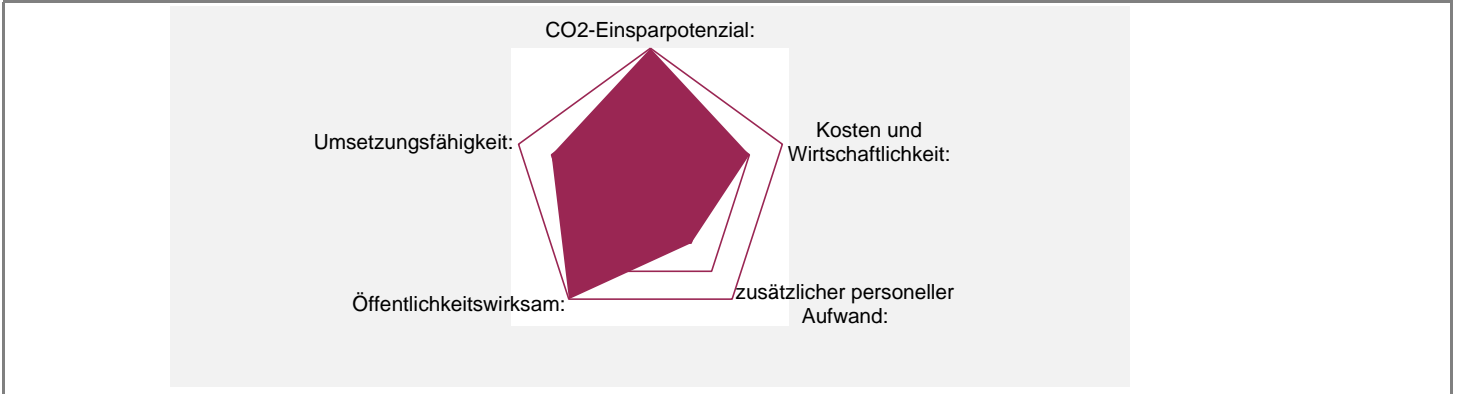 CO2-Einsparpotenzial:
Kosten und
Wirtschaftlichkeit:
Umsetzungsfähigkeit:
zusätzlicher personeller
Aufwand:
Öffentlichkeitswirksam: